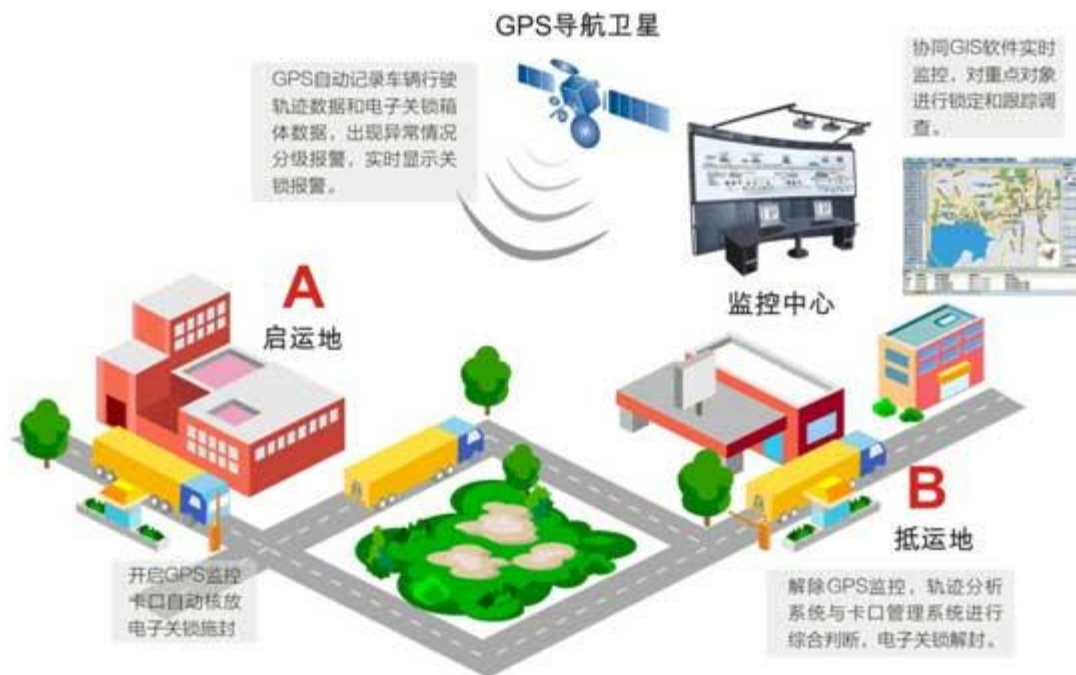 GPS导航卫星
GPS自动记录车辆行驶
轨迹数据和电子关锁箱
体数据，出现异常情况
分级报警，实时显示关
锁报警。
协同GIS软件实时
监控，对重点对象
进行锁定和跟踪调
查。
监控中心
A
启运地
B
抵运地
开启GPS监控
卡口自动核放
电子关锁施封
解除GPS监控，轨迹分析
系统与卡口管理系统进行
综合判断，电子关锁解封。